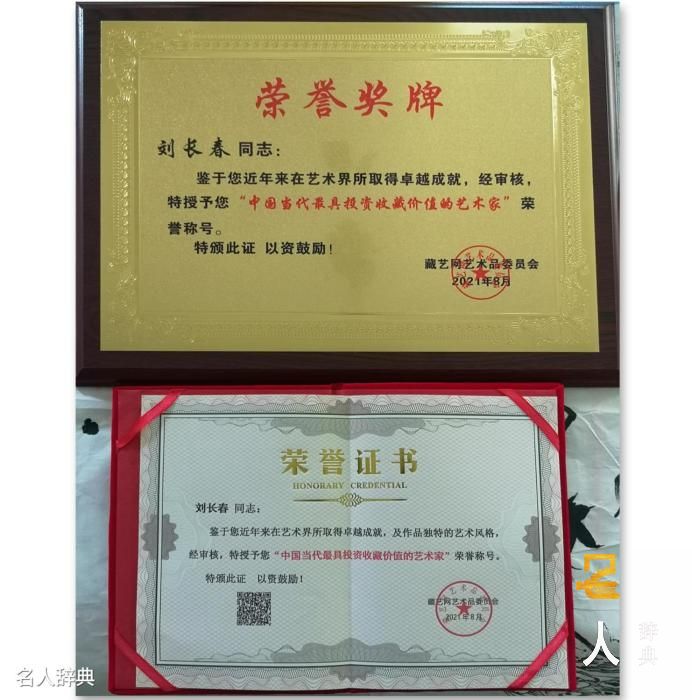 荣誉奖牌
刘长春 同志：
鉴于您近年来在艺术界所取得卓越成就，经审核，
特授予您“中国当代最具投资收藏价值的艺术家”荣
誉称号。
特颁此证 以资鼓励！
藏艺网艺术品委员会
2021年8月
荣誉证书
HONORARY CREDENTIAL
刘长春 同志：
鉴于您近年来在艺术界所取得卓越成就，及作品独特的艺术风格，
经审核，特授予您“中国当代最具投资收藏价值的艺术家”荣誉称号。
特颁此证 以资鼓励！
藏艺网艺术品委员会
2021年8月
名人辞典
名人辞典